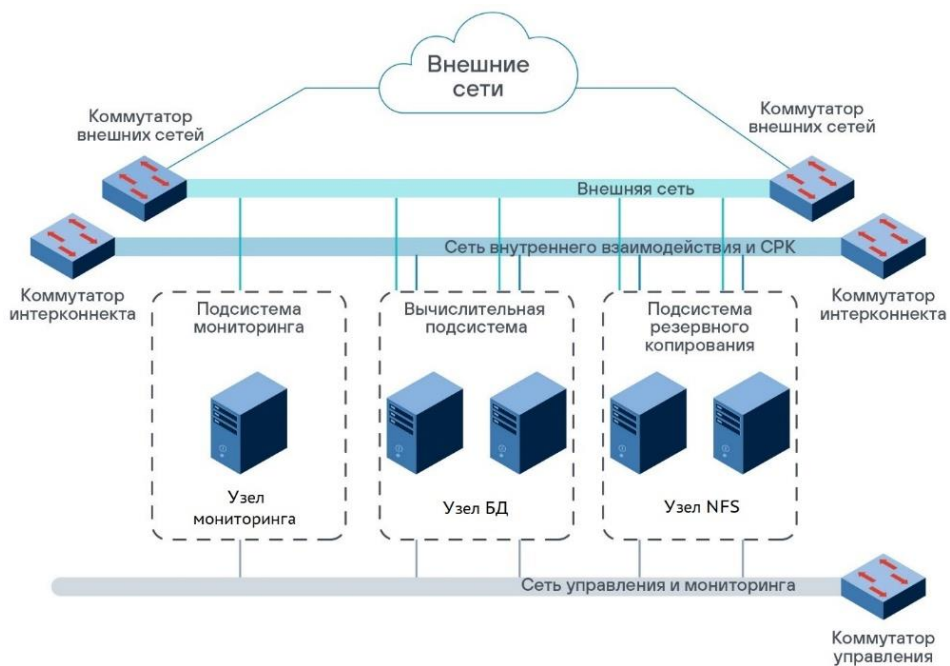 Внешние
сети
Коммутатор
внешних сетей
Коммутатор
внешних сетей
Внешняя сеть
Сеть внутреннего взаимодействия и СРК
Коммутатор
интерконнекта
Коммутатор
интерконнекта
Подсистема
мониторинга
Вычислительная
подсистема
Подсистема
резервного
копирования
Узел
мониторинга
Узел БД
Узел NFS
Сеть управления и мониторинга
Коммутатор
управления